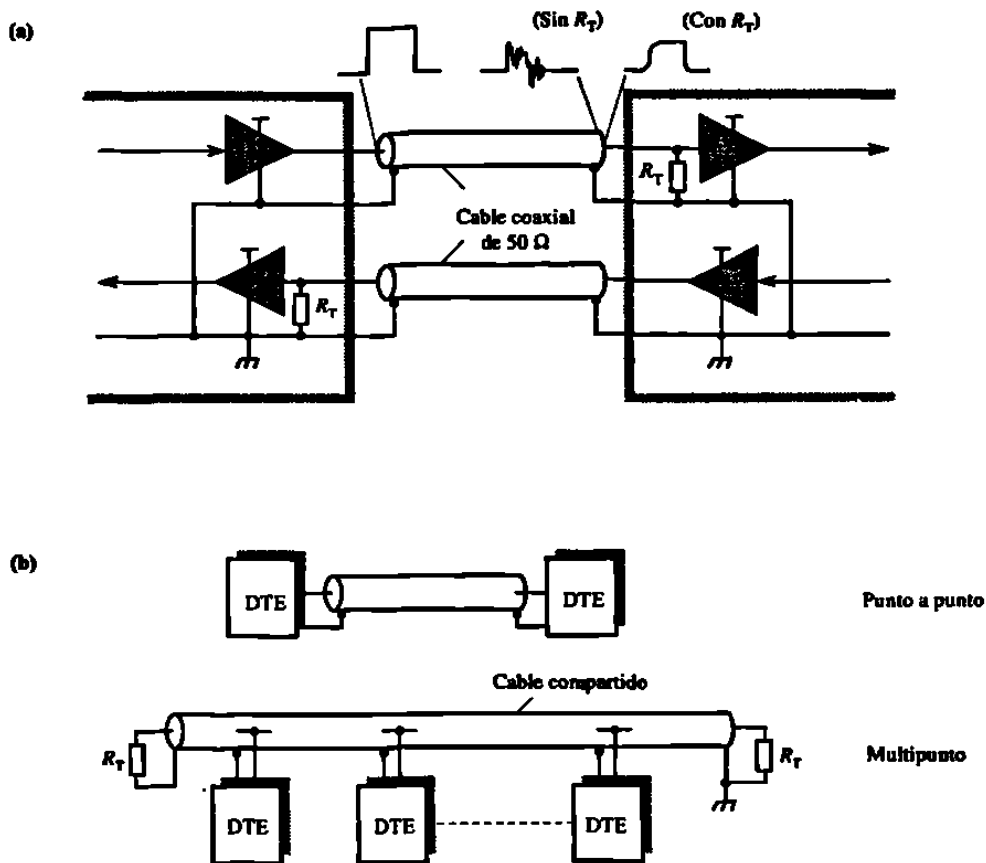 (a)
(Sin R_T)
(Con R_T)
R_T
Cable coaxial
de 50 Ω
R_T
(b)
DTE
DTE
Punto a punto
Cable compartido
R_T
R_T
Multipunto
DTE
DTE
DTE